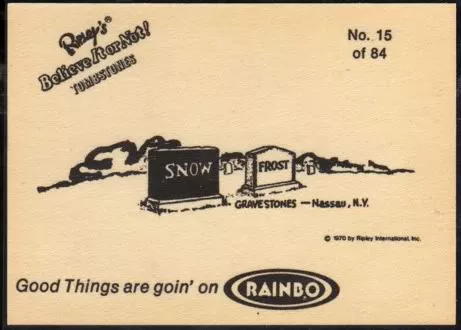 Ripley's®
Believe It or Not!
TOMBSTONES
No. 15
of 84
SNOW
FROST
GRAVESTONES — Nassau, N.Y.
© 1970 by Ripley International, Inc.
Good Things are goin' on
RAINBO